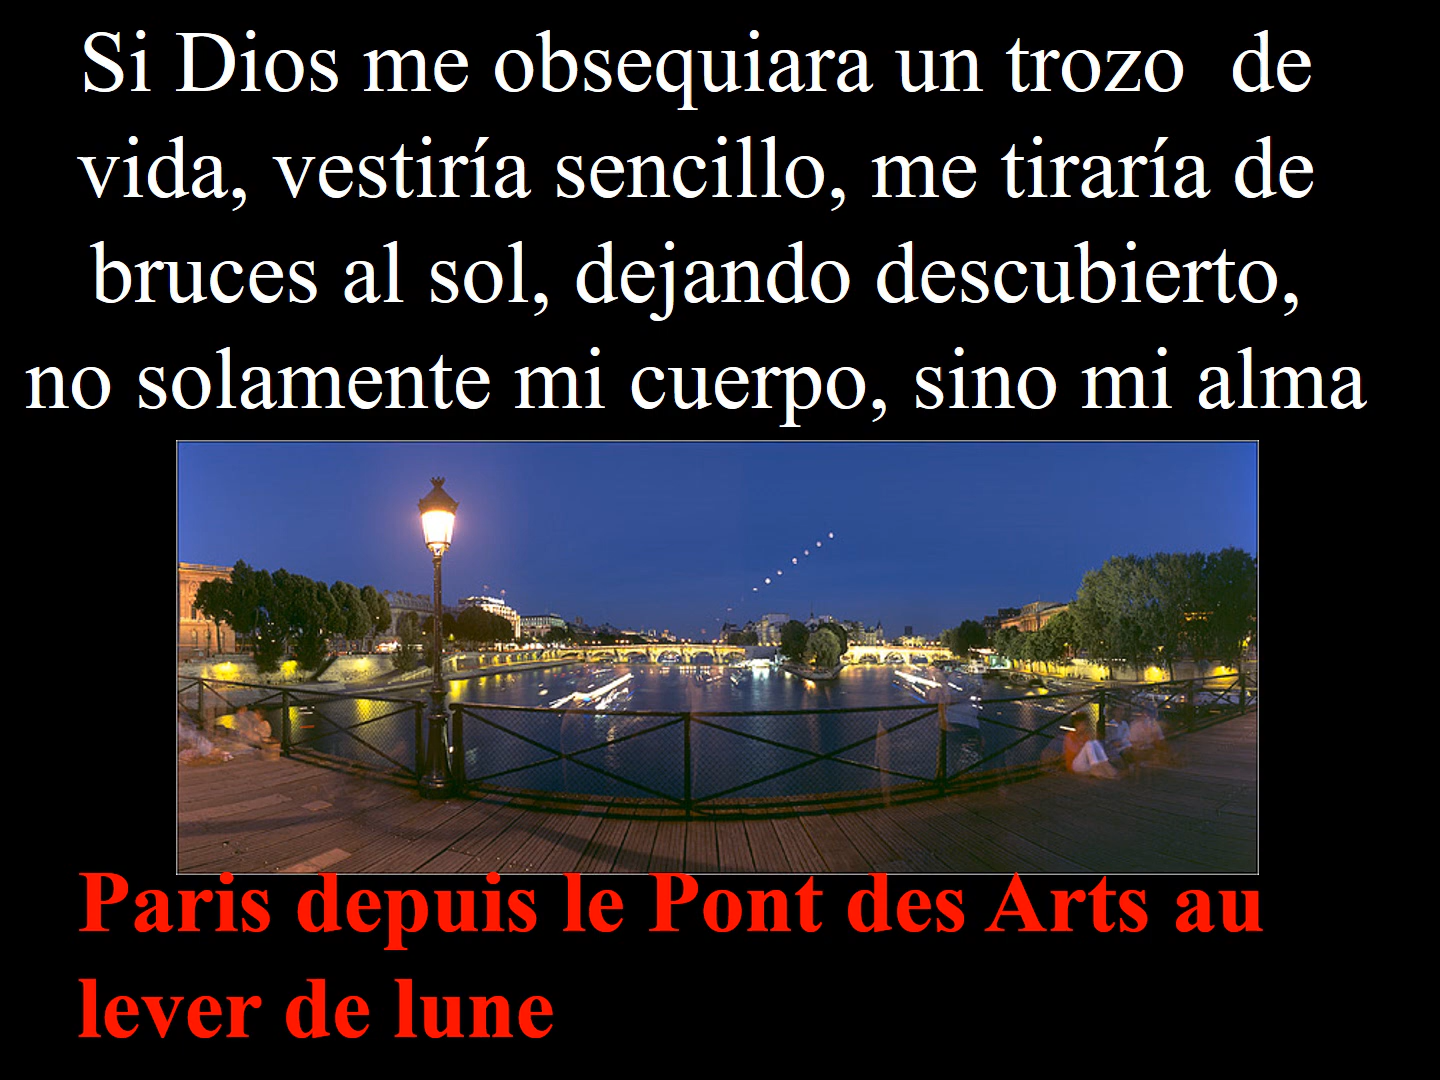 Si Dios me obsequiara un trozo  de
vida, vestiría sencillo, me tiraría de
bruces al sol, dejando descubierto,
no solamente mi cuerpo, sino mi alma
Paris depuis le Pont des Arts au
lever de lune